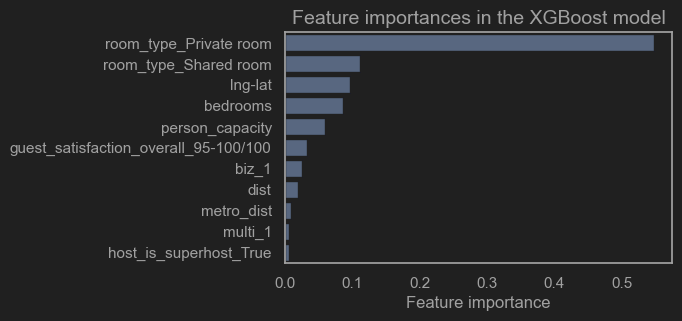 Feature importances in the XGBoost model
room_type_Private room
room_type_Shared room
lng-lat
bedrooms
person_capacity
guest_satisfaction_overall_95-100/100
biz_1
dist
metro_dist
multi_1
host_is_superhost_True
0.0 0.1 0.2 0.3 0.4 0.5
Feature importance